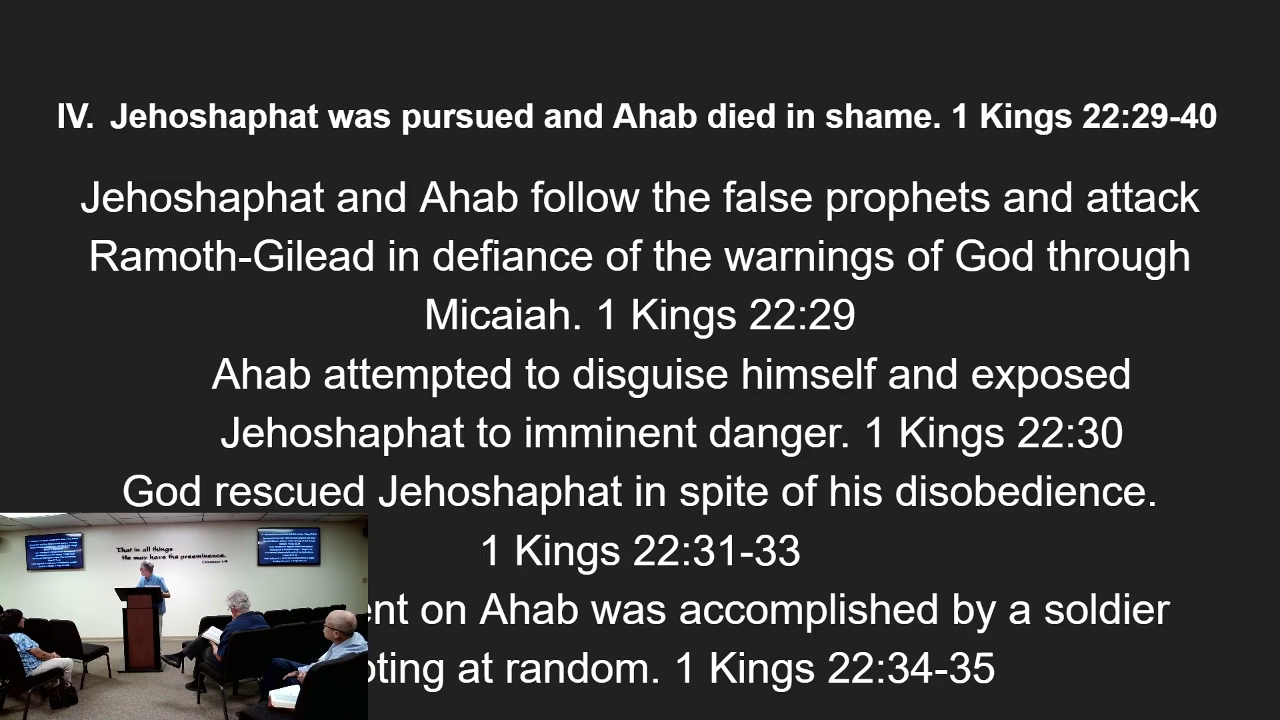 IV. Jehoshaphat was pursued and Ahab died in shame. 1 Kings 22:29-40
Jehoshaphat and Ahab follow the false prophets and attack
Ramoth-Gilead in defiance of the warnings of God through
Micaiah. 1 Kings 22:29
Ahab attempted to disguise himself and exposed
Jehoshaphat to imminent danger. 1 Kings 22:30
God rescued Jehoshaphat in spite of his disobedience.
1 Kings 22:31-33
ent on Ahab was accomplished by a soldier
oting at random. 1 Kings 22:34-35
That in all things
He may have the preeminence.